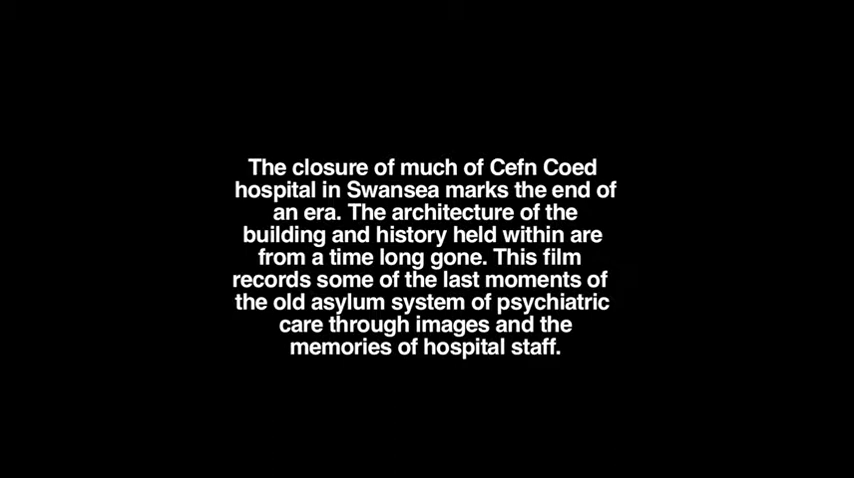 The closure of much of Cefn Coed
hospital in Swansea marks the end of
an era. The architecture of the
building and history held within are
from a time long gone. This film
records some of the last moments of
the old asylum system of psychiatric
care through images and the
memories of hospital staff.